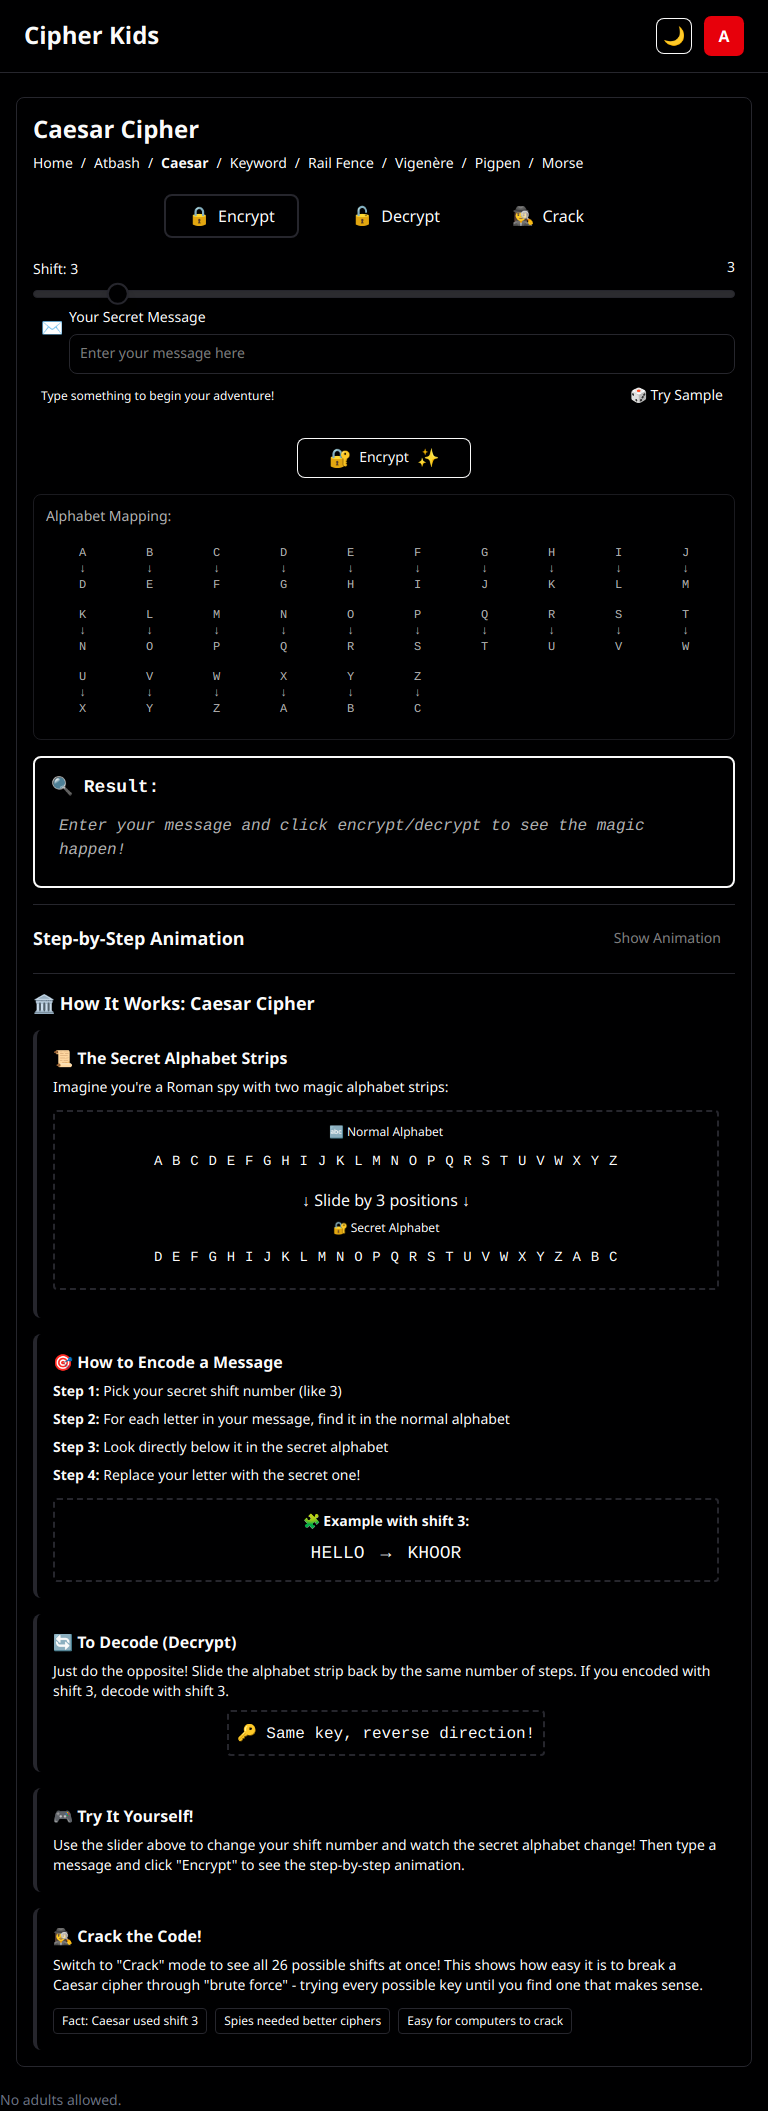 Cipher Kids
A
Caesar Cipher
Home / Atbash / Caesar / Keyword / Rail Fence / Vigenère / Pigpen / Morse
Encrypt Decrypt Crack
Shift: 3 3
Your Secret Message
Enter your message here
Type something to begin your adventure! Try Sample
Encrypt
Alphabet Mapping:
A B C D E F G H I J
↓ ↓ ↓ ↓ ↓ ↓ ↓ ↓ ↓ ↓
D E F G H I J K L M
K L M N O P Q R S T
↓ ↓ ↓ ↓ ↓ ↓ ↓ ↓ ↓ ↓
N O P Q R S T U V W
U V W X Y Z
↓ ↓ ↓ ↓ ↓ ↓
X Y Z A B C
Result:
Enter your message and click encrypt/decrypt to see the magic
happen!
Step-by-Step Animation Show Animation
How It Works: Caesar Cipher
The Secret Alphabet Strips
Imagine you're a Roman spy with two magic alphabet strips:
Normal Alphabet
A B C D E F G H I J K L M N O P Q R S T U V W X Y Z
↓ Slide by 3 positions ↓
Secret Alphabet
D E F G H I J K L M N O P Q R S T U V W X Y Z A B C
How to Encode a Message
Step 1: Pick your secret shift number (like 3)
Step 2: For each letter in your message, find it in the normal alphabet
Step 3: Look directly below it in the secret alphabet
Step 4: Replace your letter with the secret one!
Example with shift 3:
HELLO → KHOOR
To Decode (Decrypt)
Just do the opposite! Slide the alphabet strip back by the same number of steps. If you encoded with
shift 3, decode with shift 3.
Same key, reverse direction!
Try It Yourself!
Use the slider above to change your shift number and watch the secret alphabet change! Then type a
message and click "Encrypt" to see the step-by-step animation.
Crack the Code!
Switch to "Crack" mode to see all 26 possible shifts at once! This shows how easy it is to break a
Caesar cipher through "brute force" - trying every possible key until you find one that makes sense.
Fact: Caesar used shift 3 Spies needed better ciphers Easy for computers to crack
No adults allowed.